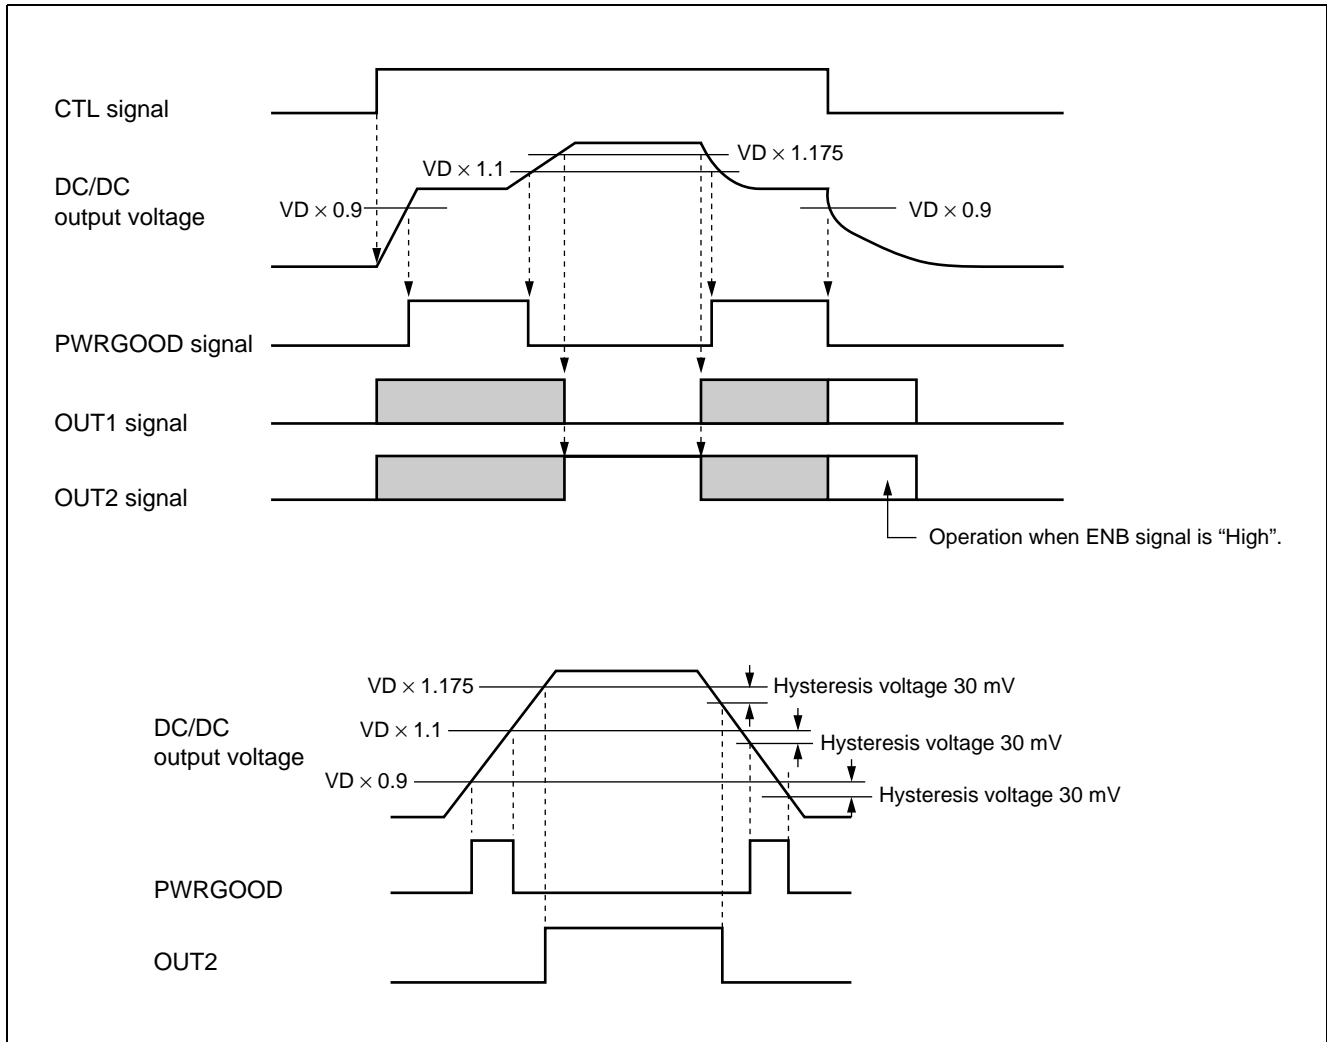 CTL signal
VD × 1.1
VD × 1.175
DC/DC
output voltage
VD × 0.9
VD × 0.9
PWRGOOD signal
OUT1 signal
OUT2 signal
Operation when ENB signal is “High”.
VD × 1.175
Hysteresis voltage 30 mV
DC/DC
output voltage
VD × 1.1
Hysteresis voltage 30 mV
VD × 0.9
Hysteresis voltage 30 mV
PWRGOOD
OUT2